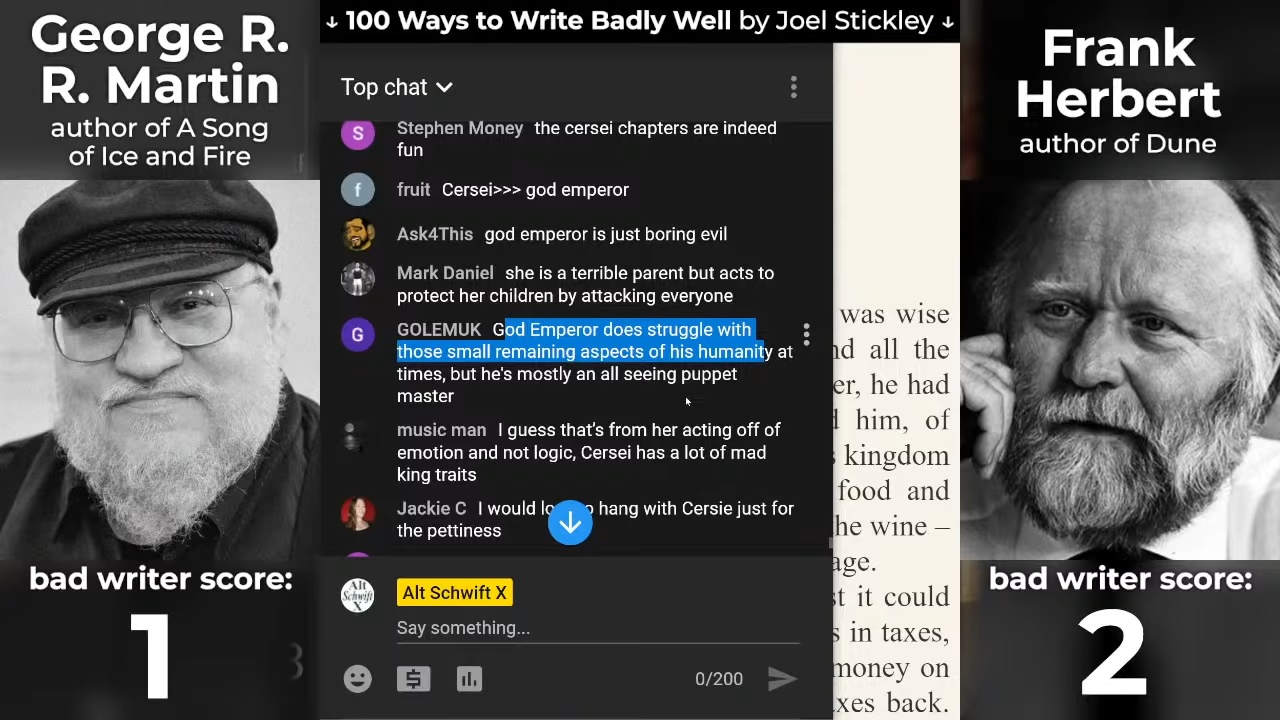 George R.
R. Martin
author of A Song
of Ice and Fire
bad writer score:
1
↓ 100 Ways to Write Badly Well by Joel Stickley ↓
Top chat
S
Stephen Money the cersei chapters are indeed
fun
f
fruit Cersei>>> god emperor
Ask4This god emperor is just boring evil
Mark Daniel she is a terrible parent but acts to
protect her children by attacking everyone
G
GOLEMUK God Emperor does struggle with
those small remaining aspects of his humanity at
times, but he's mostly an all seeing puppet
master
music man I guess that's from her acting off of
emotion and not logic, Cersei has a lot of mad
king traits
Jackie C I would hang with Cersie just for
the pettiness
Alt Schwift X
Alt Schwift X
Say something...
0/200
was wise
all the
he had
him, of
kingdom
food and
wine –
it could
in taxes,
money on
back.
Frank
Herbert
author of Dune
bad writer score:
2